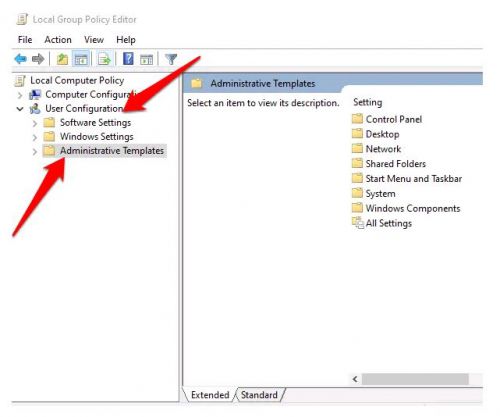 Local Group Policy Editor
File Action View Help
Local Computer Policy
Computer Configurati
User Configuration
Software Settings
Windows Settings
Administrative Templates
Administrative Templates
Select an item to view its description.
Setting
Control Panel
Desktop
Network
Shared Folders
Start Menu and Taskbar
System
Windows Components
All Settings
Extended Standard